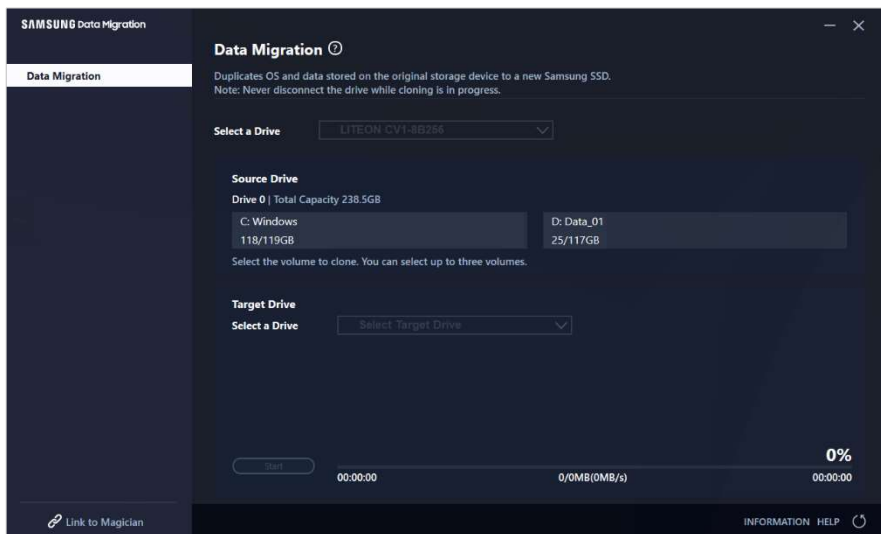 SAMSUNG Data Migration
Data Migration
Data Migration ?
Duplicates OS and data stored on the original storage device to a new Samsung SSD.
Note: Never disconnect the drive while cloning is in progress.
Select a Drive LITEON CV1-8B256
Source Drive
Drive 0 | Total Capacity 238.5GB
C: Windows D: Data_01
118/119GB 25/117GB
Select the volume to clone. You can select up to three volumes.
Target Drive
Select a Drive Select Target Drive
0%
Start
00:00:00 0/0MB(0MB/s) 00:00:00
Link to Magician
INFORMATION HELP